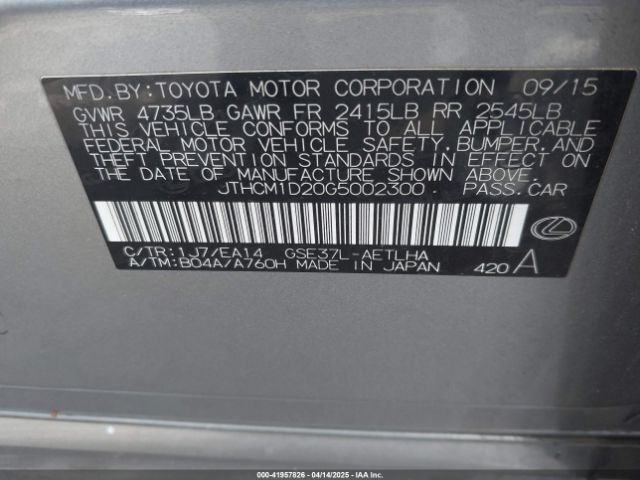 MFD.BY:TOYOTA MOTOR CORPORATION 09/15
GVWR 4735LB GAWR FR 2415LB RR 2545LB
THIS VEHICLE CONFORMS TO ALL APPLICABLE
FEDERAL MOTOR VEHICLE SAFETY,BUMPER,AND
THEFT PREVENTION STANDARDS IN EFFECT ON
THE DATE OF MANUFACTURE SHOWN ABOVE.
JTHCM1D20G5002300 PASS.CAR
C/TR:1J7/EA14 GSE37L-AETLHA
A/TM:B04A/A760H MADE IN JAPAN 420 A
000-41957826 - 04/14/2025 - IAAI.COM